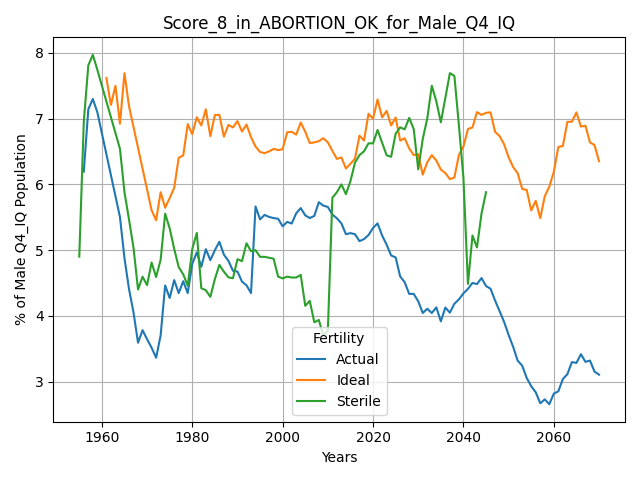 Score_8_in_ABORTION_OK_for_Male_Q4_IQ
% of Male Q4_IQ Population
8
7
6
5
4
3
Fertility
Actual
Ideal
Sterile
1960 1980 2000 2020 2040 2060
Years